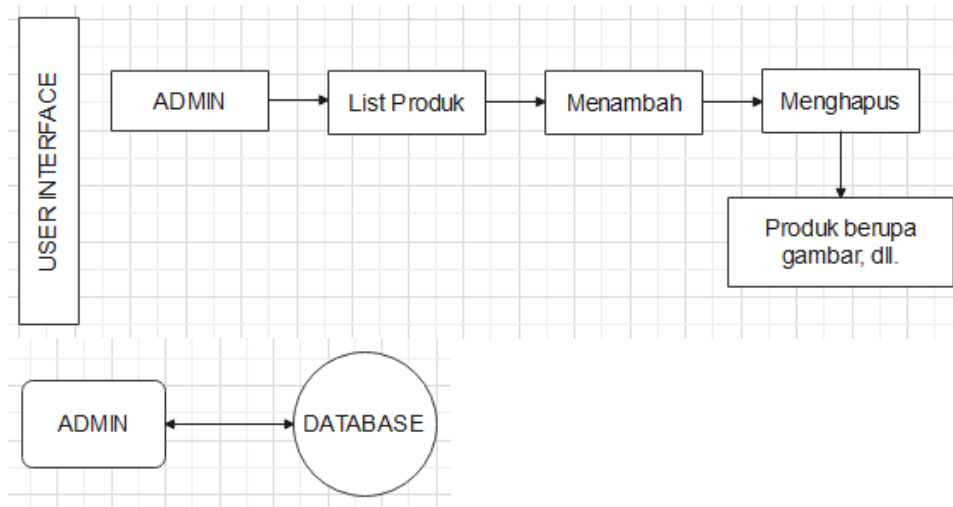 USER INTERFACE
ADMIN
List Produk
Menambah
Menghapus
Produk berupa
gambar, dll.
ADMIN
DATABASE